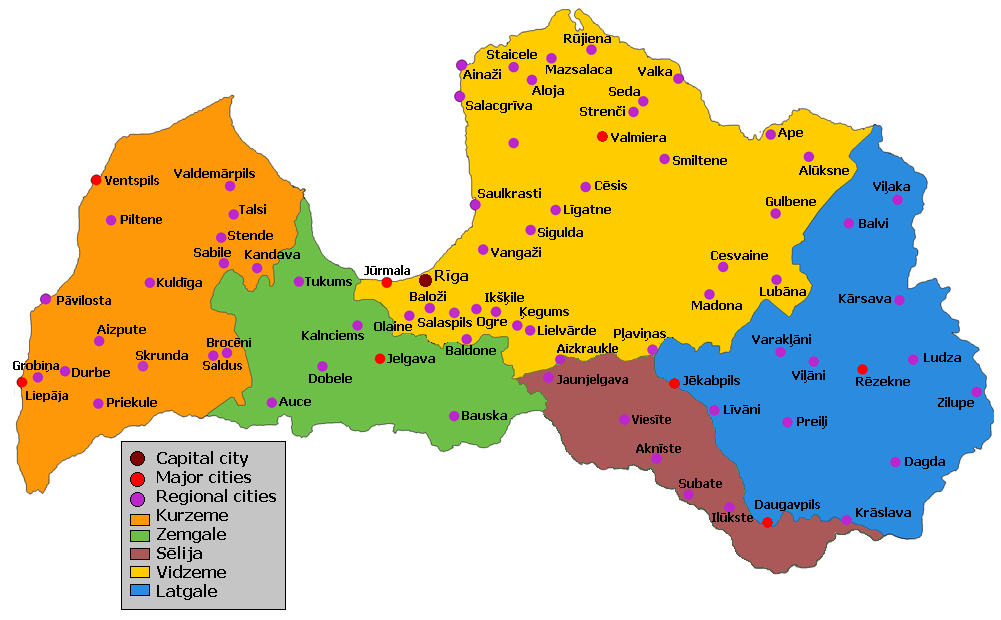 Rūjiena
Staicele
Mazsalaca
Ainaži
Valka
Aloja
Seda
Salacgrīva
Strenči
Ape
Valmiera
Smiltene
Alūksne
Valdemārpils
Ventspils
Cēsis
Viļaka
Saulkrasti
Gulbene
Līgatne
Talsi
Piltene
Balvi
Sigulda
Stende
Vangaži
Sabile
Kandava
Cesvaine
Jūrmala
Rīga
Kuldīga
Tukums
Lubāna
Pāvilosta
Baloži
Ikšķile
Madona
Kārsava
Ķegums
Olaine
Salaspils
Ogre
Aizpute
Kalnciems
Lielvārde
Pļaviņas
Varakļāni
Brocēni
Baldone
Aizkraukle
Skrunda
Saldus
Jelgava
Ludza
Grobiņa
Durbe
Dobele
Jaunjelgava
Jēkabpils
Viļāni
Rēzekne
Liepāja
Zilupe
Priekule
Auce
Līvāni
Bauska
Viesīte
Preiļi
Aknīste
Dagda
Subate
Daugavpils
Ilūkste
Krāslava
Capital city
Major cities
Regional cities
Kurzeme
Zemgale
Sēlija
Vidzeme
Latgale